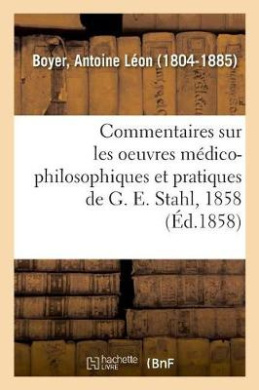 Boyer, Antoine Léon (1804-1885)
Commentaires sur
les oeuvres médico-
philosophiques et pratiques
de G. E. Stahl, 1858
(Éd.1858)
hachette
LIVRE
(BnF